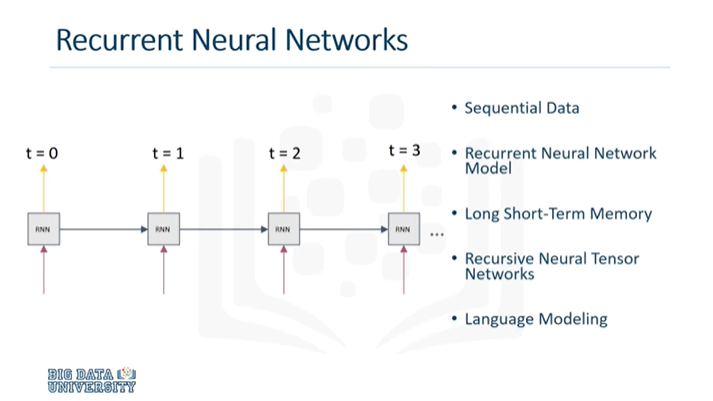 Recurrent Neural Networks
t = 0
t = 1
t = 2
t = 3
RNN
RNN
RNN
RNN
...
• Sequential Data
• Recurrent Neural Network
Model
• Long Short-Term Memory
• Recursive Neural Tensor
Networks
• Language Modeling
BIG DATA
UNIVERSITY